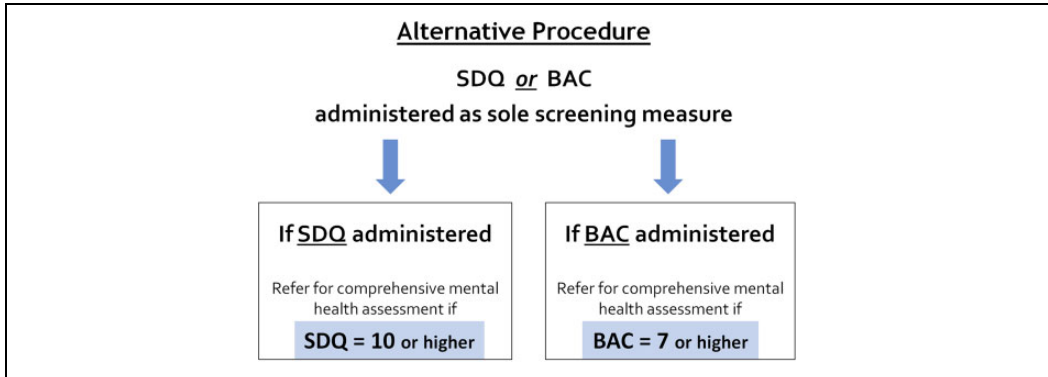 Alternative Procedure
SDQ or BAC
administered as sole screening measure
If SDQ administered
Refer for comprehensive mental
health assessment if
SDQ = 10 or higher
If BAC administered
Refer for comprehensive mental
health assessment if
BAC = 7 or higher